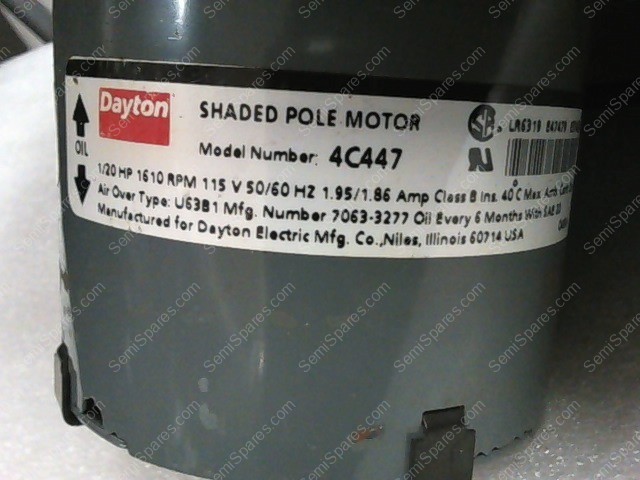 Dayton
SHADED POLE MOTOR
LR6319
OIL
Model Number: 4C447
1/20 HP 1610 RPM 115 V 50/60 HZ 1.95/1.86 Amp Class B Ins. 40°C Max. Amb.
Air Over Type: U63B1 Mfg. Number 7063-3277 Oil Every 6 Months With SAE
Manufactured for Dayton Electric Mfg. Co., Niles, Illinois 60714 USA
SemiSpares.com